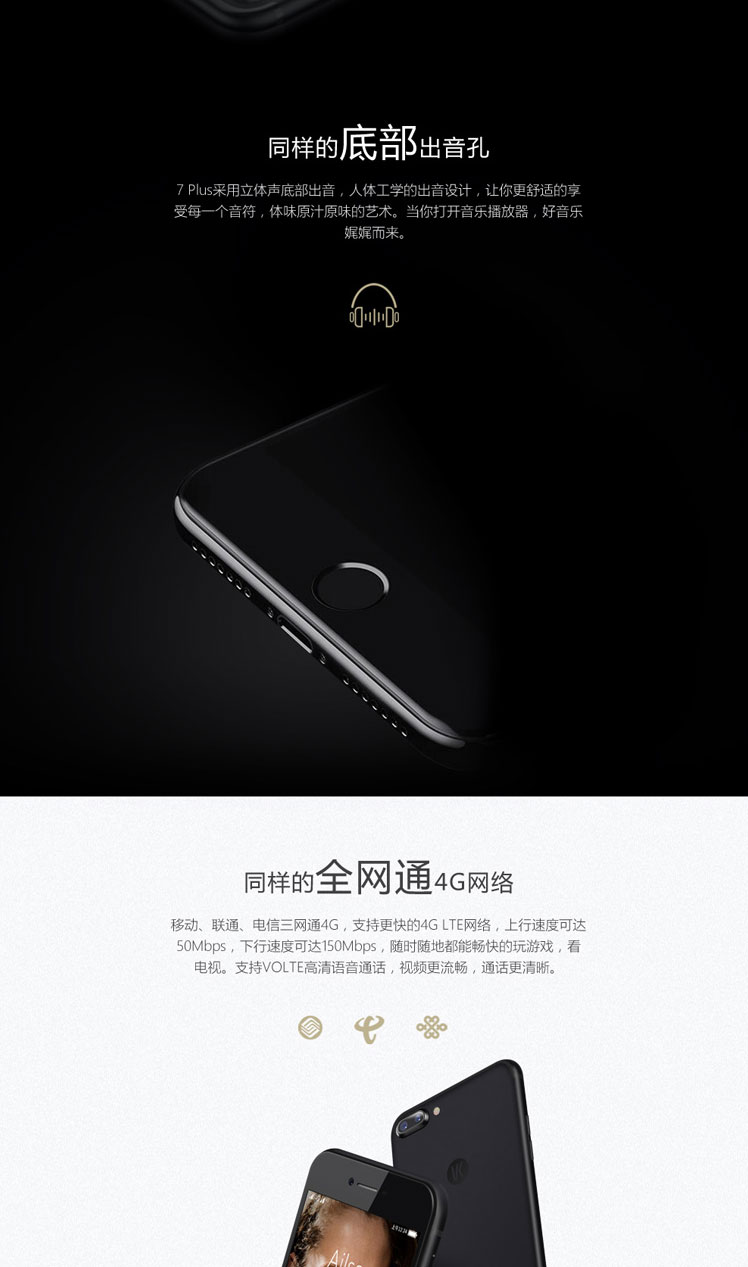 同样的底部出音孔
7 Plus采用立体声底部出音，人体工学的出音设计，让你更舒适的享
受每一个音符，体味原汁原味的艺术。当你打开音乐播放器，好音乐
娓娓而来。
同样的全网通4G网络
移动、联通、电信三网通4G，支持更快的4G LTE网络，上行速度可达
50Mbps，下行速度可达150Mbps，随时随地都能畅快的玩游戏，看
电视。支持VOLTE高清语音通话，视频更流畅，通话更清晰。